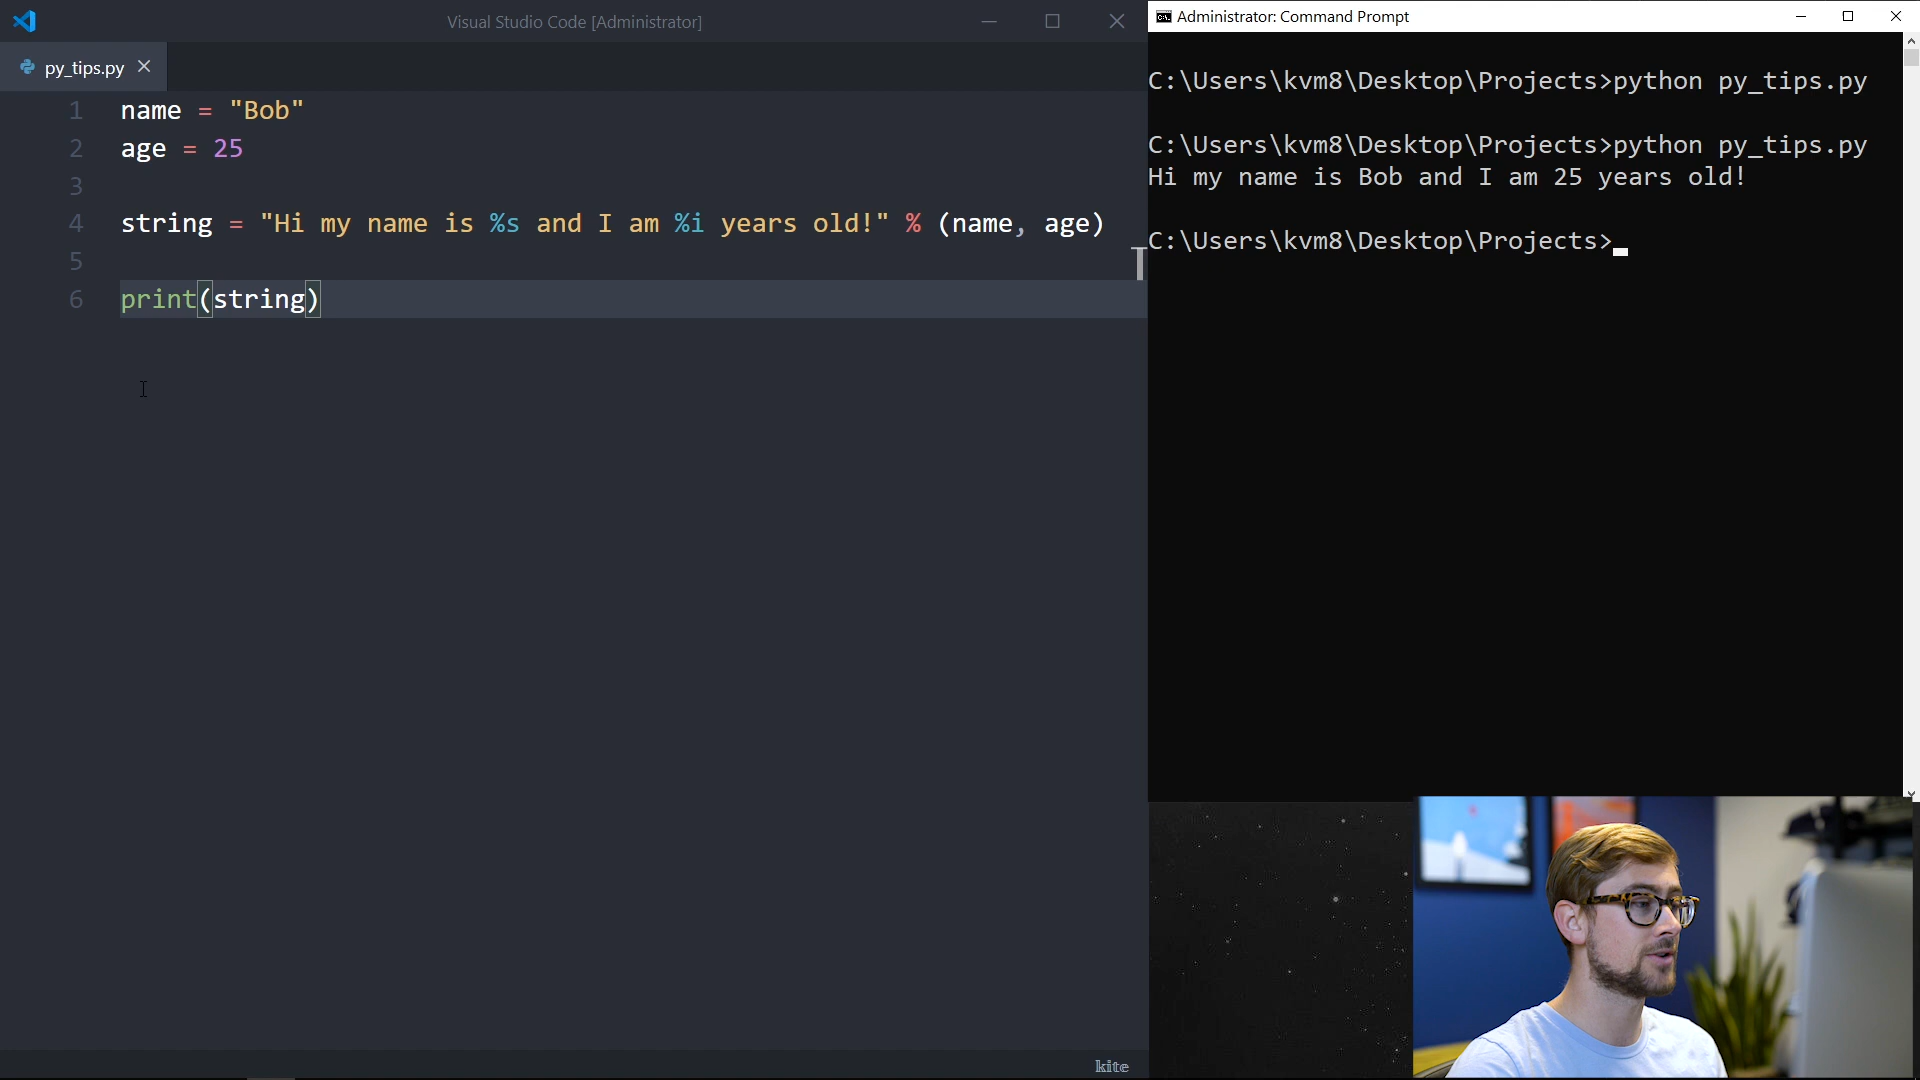 Visual Studio Code [Administrator]
py_tips.py
1 name = "Bob"
2 age = 25
3
4 string = "Hi my name is %s and I am %i years old!" % (name, age)
5
6 print(string)
kite
Administrator: Command Prompt
C:\Users\kvm8\Desktop\Projects>python py_tips.py
C:\Users\kvm8\Desktop\Projects>python py_tips.py
Hi my name is Bob and I am 25 years old!
C:\Users\kvm8\Desktop\Projects>